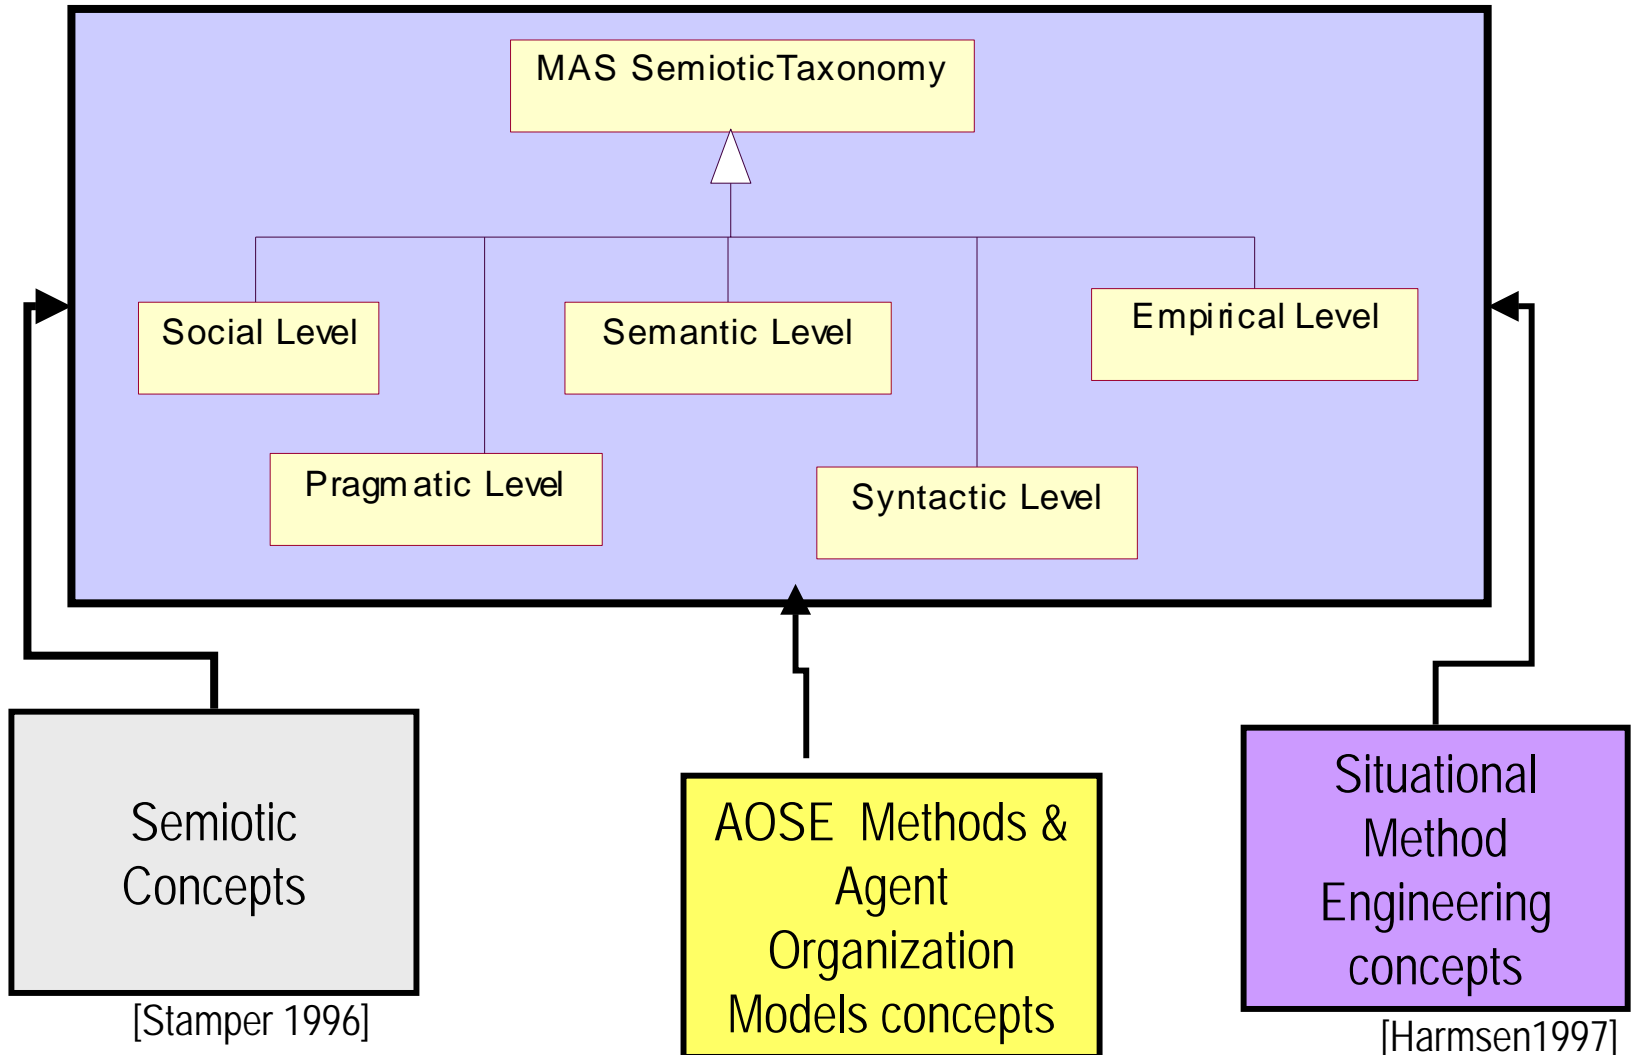 MAS SemioticTaxonomy
Social Level
Semantic Level
Empirical Level
Pragmatic Level
Syntactic Level
Semiotic
Concepts
[Stamper 1996]
AOSE Methods &
Agent
Organization
Models concepts
Situational
Method
Engineering
concepts
[Harmsen1997]